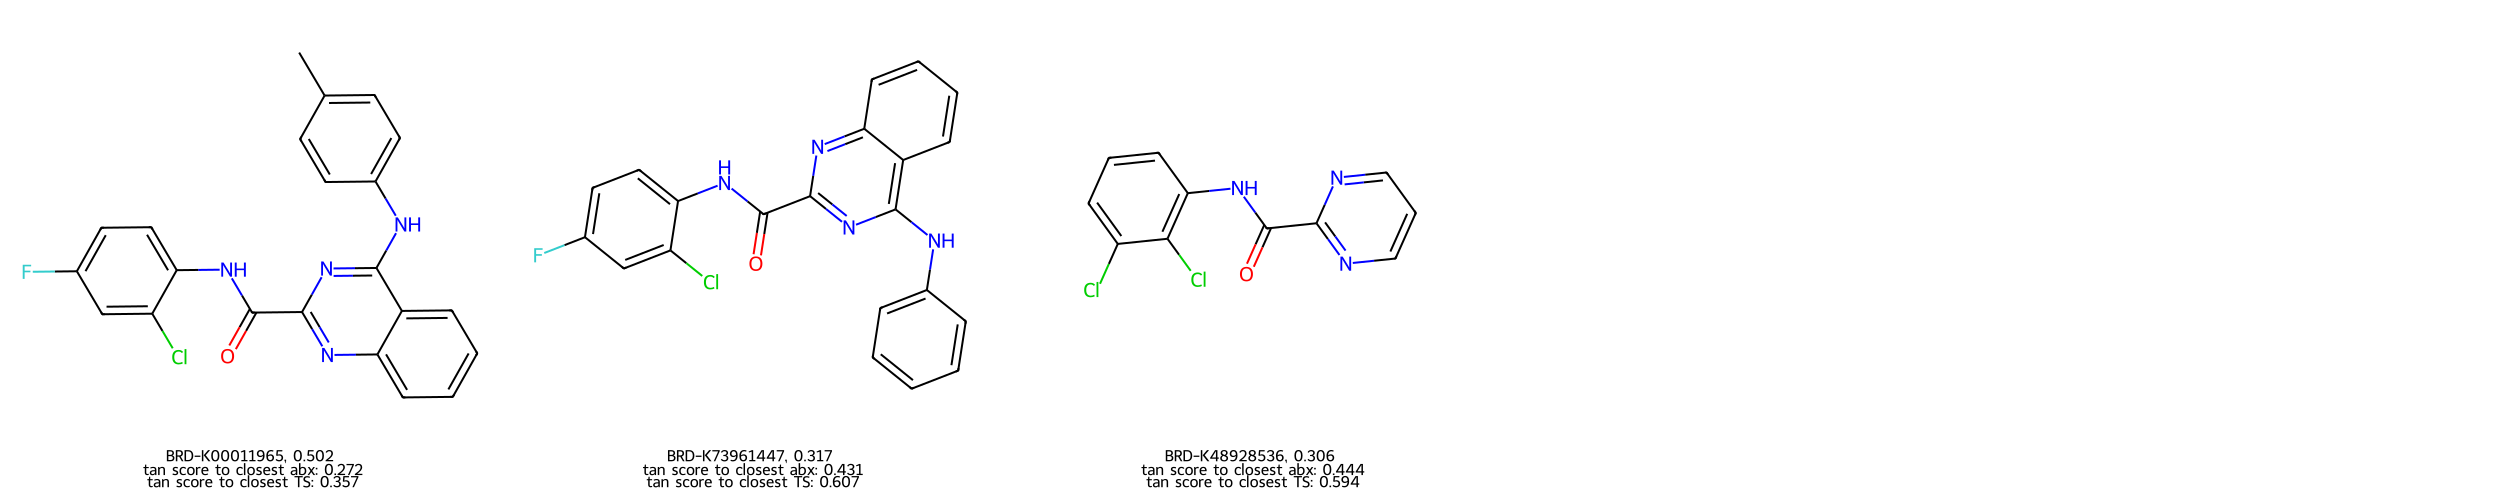 NH
F
NH
N
N
O
Cl
BRD-K00011965, 0.502
tan score to closest abx: 0.272
tan score to closest TS: 0.357
H
N
N
N
NH
F
O
Cl
BRD-K73961447, 0.317
tan score to closest abx: 0.431
tan score to closest TS: 0.607
NH
N
N
O
Cl
Cl
BRD-K48928536, 0.306
tan score to closest abx: 0.444
tan score to closest TS: 0.594